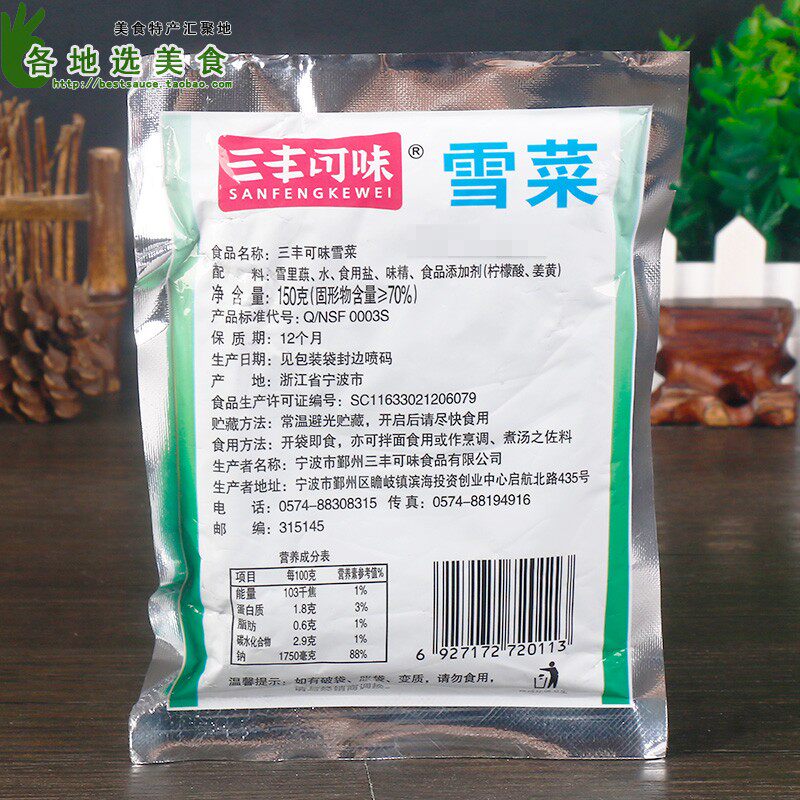 美食特产汇聚地
各地选美食
http://bestsauce.taobao.com
三丰可味® 雪菜
SANFENGKEWEI
食品名称：三丰可味雪菜
配 料：雪里蕻、水、食用盐、味精、食品添加剂(柠檬酸、姜黄)
净 含 量：150克(固形物含量≥70%)
产品标准代号：Q/NSF 0003S
保 质 期：12个月
生产日期：见包装袋封边喷码
产 地：浙江省宁波市
食品生产许可证编号：SC11633021206079
贮藏方法：常温避光贮藏，开启后请尽快食用
食用方法：开袋即食，亦可拌面食用或作烹调、煮汤之佐料
生产者名称：宁波市鄞州三丰可味食品有限公司
生产者地址：宁波市鄞州区瞻岐镇滨海投资创业中心启航北路435号
电 话：0574-88308315 传 真：0574-88194916
邮 编：315145
营养成分表
项目 每100克 营养素参考值%
能量 103千焦 1%
蛋白质 1.8克 3%
脂肪 0.6克 1%
碳水化合物 2.9克 1%
钠 1750毫克 88%
6 927172 720113
温馨提示：如有破袋、胀袋、变质，请勿食用，
请与经销商调换。